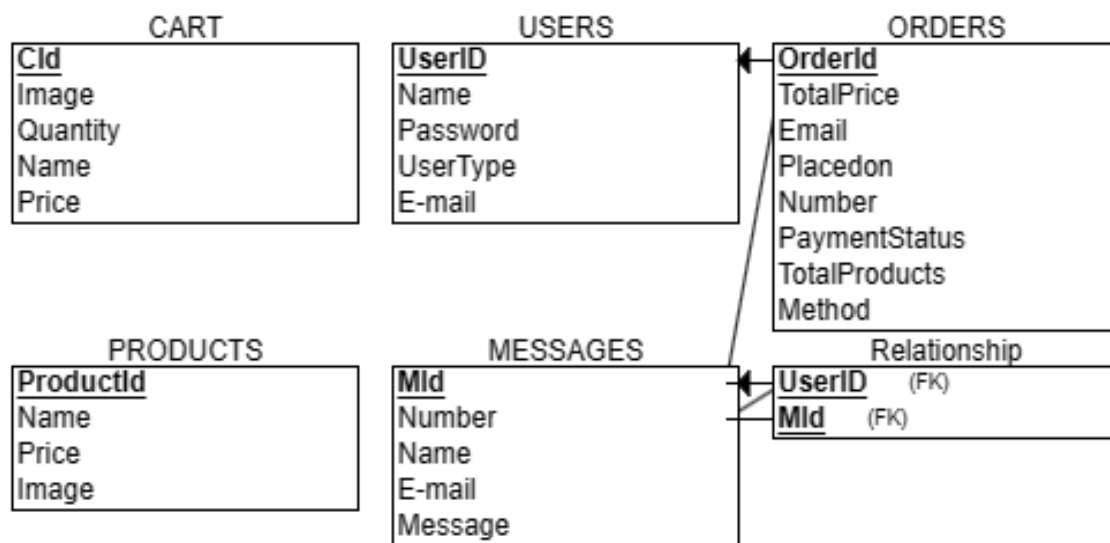 CART
CId
Image
Quantity
Name
Price
USERS
UserID
Name
Password
UserType
E-mail
ORDERS
OrderId
TotalPrice
Email
Placedon
Number
PaymentStatus
TotalProducts
Method
PRODUCTS
ProductId
Name
Price
Image
MESSAGES
MId
Number
Name
E-mail
Message
Relationship
UserID (FK)
MId (FK)